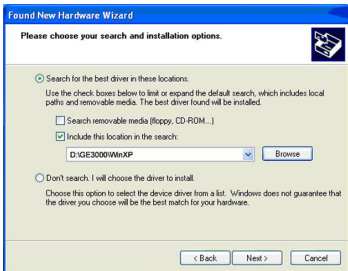 Found New Hardware Wizard
Please choose your search and installation options.
Search for the best driver in these locations.
Use the check boxes below to limit or expand the default search, which includes local
paths and removable media. The best driver found will be installed.
Search removable media (floppy, CD-ROM...)
Include this location in the search:
D:\GE3000\WinXP
Browse
Don't search. I will choose the driver to install.
Choose this option to select the device driver from a list. Windows does not guarantee that
the driver you choose will be the best match for your hardware.
< Back
Next >
Cancel